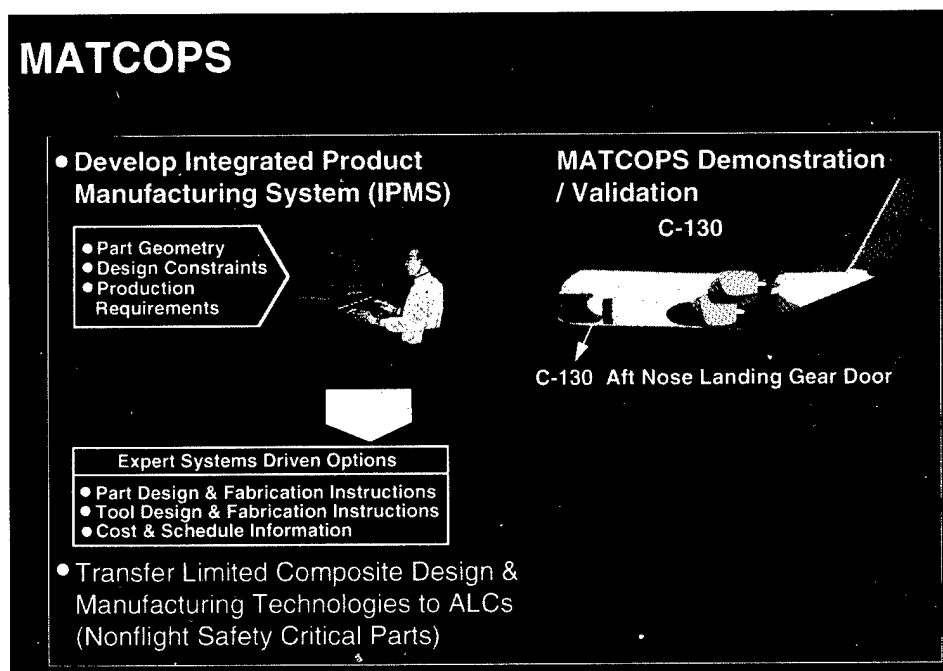 MATCOPS
• Develop Integrated Product
Manufacturing System (IPMS)
• Part Geometry
• Design Constraints
• Production
Requirements
Expert Systems Driven Options
• Part Design & Fabrication Instructions
• Tool Design & Fabrication Instructions
• Cost & Schedule Information
• Transfer Limited Composite Design &
Manufacturing Technologies to ALCs
(Nonflight Safety Critical Parts)
MATCOPS Demonstration
/ Validation
C-130
C-130 Aft Nose Landing Gear Door